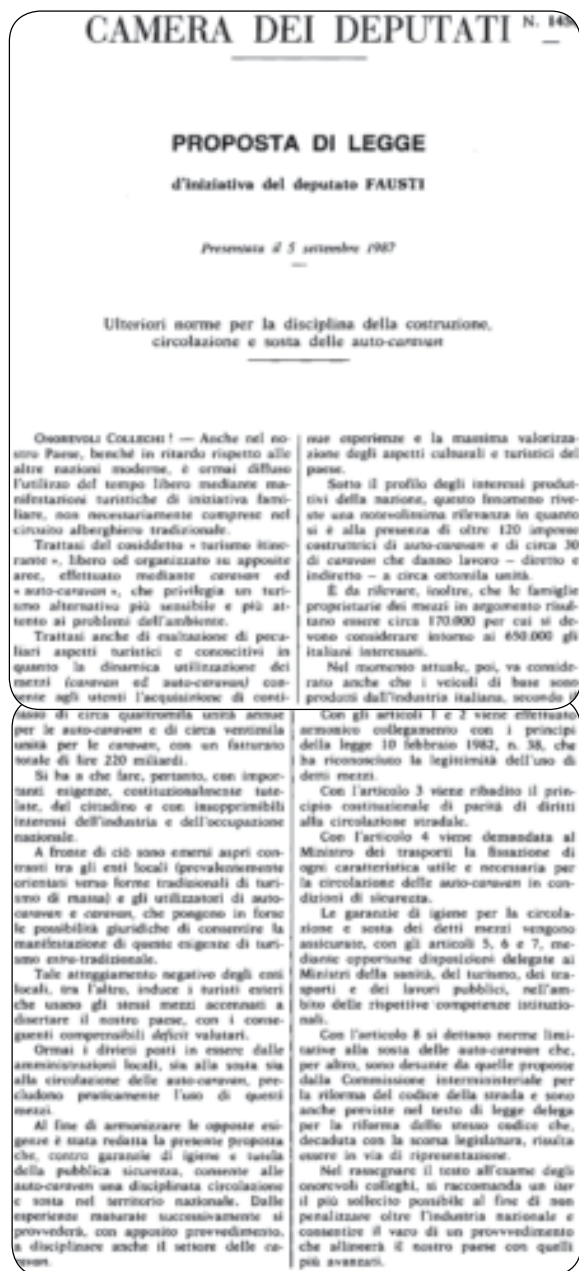 CAMERA DEI DEPUTATI N.
PROPOSTA DI LEGGE
d'iniziativa del deputato FAUSTI
Presentata il 5 settembre 1987
Ulteriori norme per la disciplina della costruzione,
circolazione e sosta delle auto-caravan
ONOREVOLI COLLEGHI ! — Anche nel no-
stro Paese, benché in ritardo rispetto alle
altre nazioni moderne, è ormai diffuso
l'utilizzo del tempo libero mediante ma-
nifestazioni turistiche di iniziativa fami-
liare, non necessariamente comprese nel
circuito alberghiero tradizionale.
Trattasi del cosiddetto « turismo itine-
rante », libero od organizzato su apposite
aree, effettuato mediante caravan ed
« auto-caravan », che privilegia un turi-
smo alternativo più sensibile e più at-
tento ai problemi dell'ambiente.
Trattasi anche di esaltazione di pecu-
liari aspetti turistici e conoscitivi in
quanto la dinamica utilizzazione dei
mezzi (caravan ed auto-caravan) con-
sente agli utenti l'acquisizione di conti-
nue esperienze e la massima valorizza-
zione degli aspetti culturali e turistici del
paese.
Sotto il profilo degli interessi produt-
tivi della nazione, questo fenomeno rive-
ste una notevolissima rilevanza in quanto
si è alla presenza di oltre 120 imprese
costruttrici di auto-caravan e di circa 30
di caravan che danno lavoro – diretto e
indiretto – a circa ottomila unità.
È da rilevare, inoltre, che le famiglie
proprietarie dei mezzi in argomento risul-
tano essere circa 170.000 per cui si de-
vono considerare intorno ai 650.000 gli
italiani interessati.
Nel momento attuale, poi, va conside-
rato anche che i veicoli di base sono
prodotti dall'industria italiana, secondo il
tasso di circa quattromila unità annue
per le auto-caravan e di circa ventimila
unità per le caravan, con un fatturato
totale di lire 220 miliardi.
Si ha a che fare, pertanto, con impor-
tanti esigenze, costituzionalmente tute-
late, del cittadino e con insopprimibili
interessi dell'industria e dell'occupazione
nazionale.
A fronte di ciò sono emersi aspri con-
trasti tra gli enti locali (prevalentemente
orientati verso forme tradizionali di turi-
smo di massa) e gli utilizzatori di auto-
caravan e caravan, che pongono in forse
le possibilità giuridiche di consentire la
manifestazione di queste esigenze di turi-
smo extra-tradizionale.
Tale atteggiamento negativo degli enti
locali, tra l'altro, induce i turisti esteri
che usano gli stessi mezzi accennati a
disertare il nostro paese, con i conse-
guenti comprensibili deficit valutari.
Ormai i divieti posti in essere dalle
amministrazioni locali, sia alla sosta sia
alla circolazione delle auto-caravan, pre-
cludono praticamente l'uso di questi
mezzi.
Al fine di armonizzare le opposte esi-
genze è stata redatta la presente proposta
che, contro garanzie di igiene e tutela
della pubblica sicurezza, consente alle
auto-caravan una disciplinata circolazione
e sosta nel territorio nazionale. Dalle
esperienze maturate successivamente si
provvederà, con apposito provvedimento,
a disciplinare anche il settore delle ca-
ravan.
Con gli articoli 1 e 2 viene effettuato
armonico collegamento con i principi
della legge 10 febbraio 1982, n. 38, che
ha riconosciuto la legittimità dell'uso di
detti mezzi.
Con l'articolo 3 viene ribadito il prin-
cipio costituzionale di parità di diritti
alla circolazione stradale.
Con l'articolo 4 viene demandata al
Ministro dei trasporti la fissazione di
ogni caratteristica utile e necessaria per
la circolazione delle auto-caravan in con-
dizioni di sicurezza.
Le garanzie di igiene per la circola-
zione e sosta dei detti mezzi vengono
assicurate, con gli articoli 5, 6 e 7, me-
diante opportune disposizioni delegate ai
Ministri della sanità, del turismo, dei tra-
sporti e dei lavori pubblici, nell'am-
bito delle rispettive competenze istituzio-
nali.
Con l'articolo 8 si dettano norme limi-
tative alla sosta delle auto-caravan che,
per altro, sono desunte da quelle proposte
dalla Commissione interministeriale per
la riforma del codice della strada e sono
anche previste nel testo di legge delega
per la riforma dello stesso codice che,
decaduta con la scorsa legislatura, risulta
essere in via di ripresentazione.
Nel rassegnare il testo all'esame degli
onorevoli colleghi, si raccomanda un iter
il più sollecito possibile al fine di non
penalizzare oltre l'industria nazionale e
consentire il varo di un provvedimento
che allineerà il nostro paese con quelli
più avanzati.